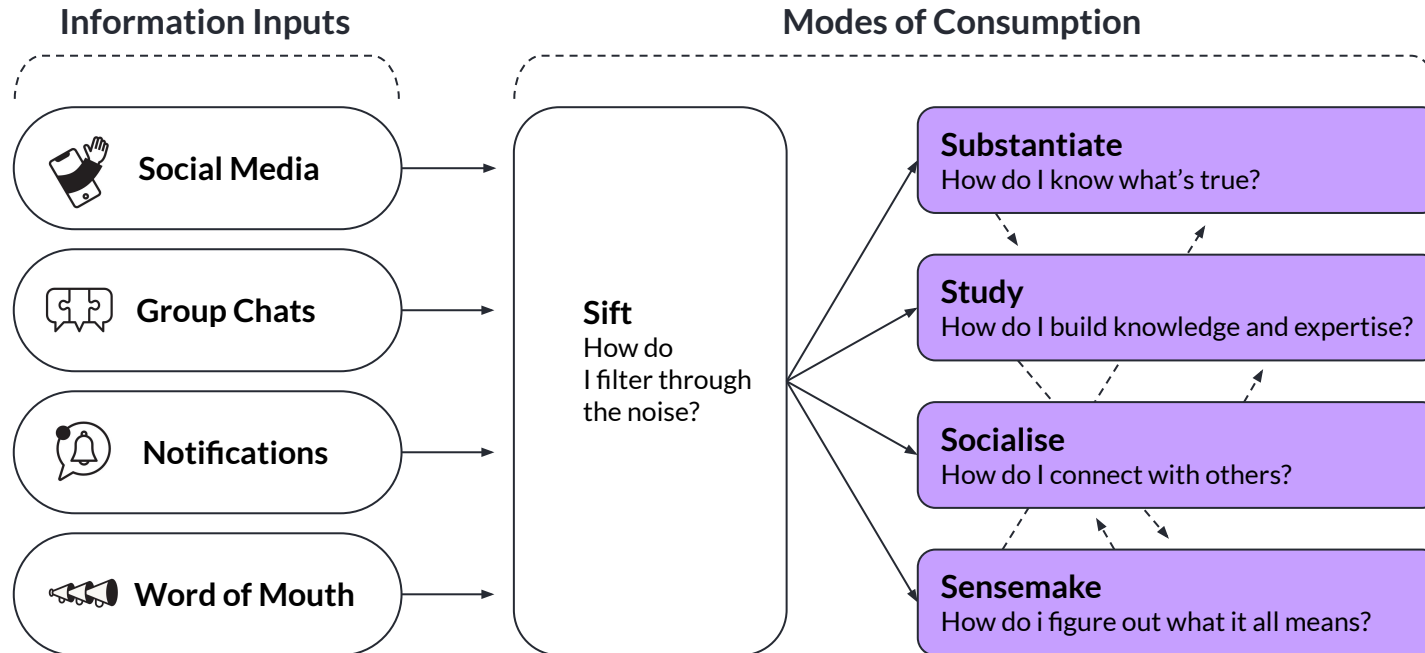 Information Inputs
Modes of Consumption
Social Media
Group Chats
Notifications
Word of Mouth
Sift
How do
I filter through
the noise?
Substantiate
How do I know what’s true?
Study
How do I build knowledge and expertise?
Socialise
How do I connect with others?
Sensemake
How do i figure out what it all means?